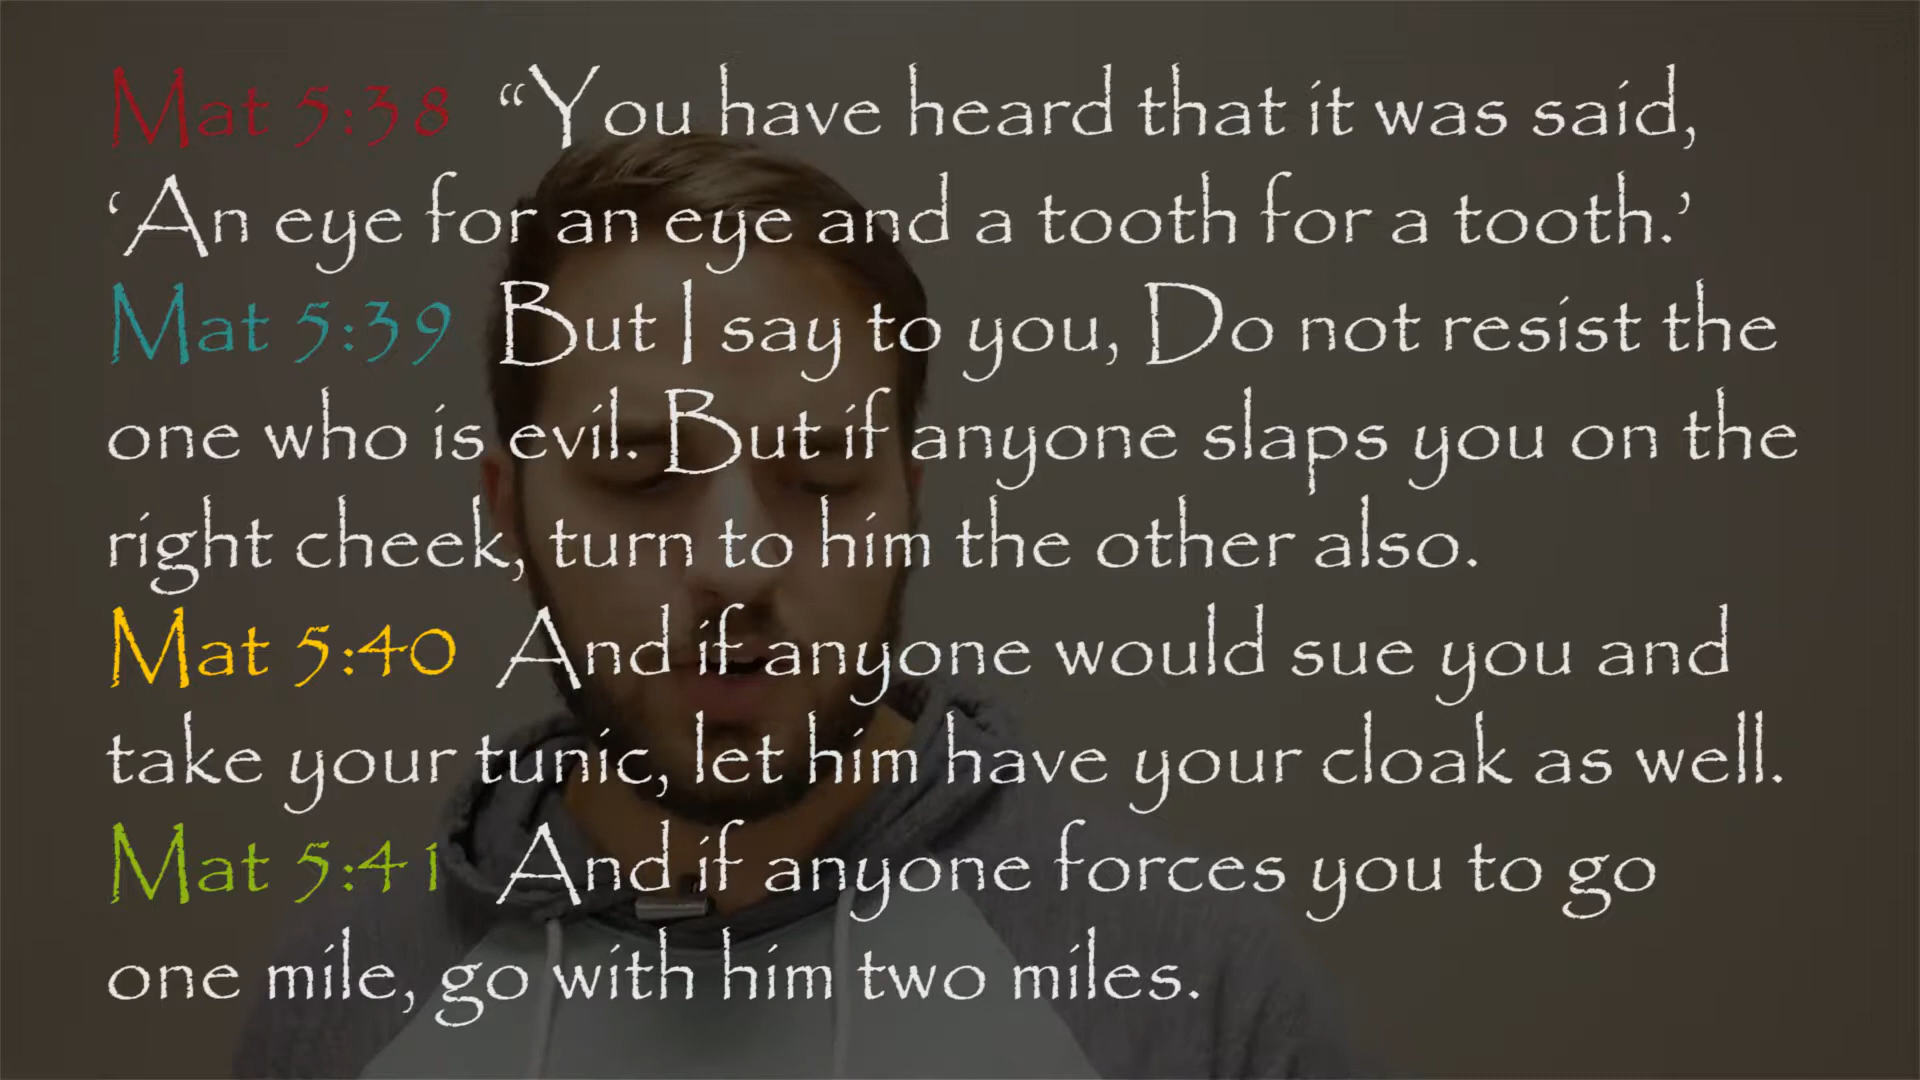 Mat 5:38 “You have heard that it was said,
‘An eye for an eye and a tooth for a tooth.’
Mat 5:39 But I say to you, Do not resist the
one who is evil. But if anyone slaps you on the
right cheek, turn to him the other also.
Mat 5:40 And if anyone would sue you and
take your tunic, let him have your cloak as well.
Mat 5:41 And if anyone forces you to go
one mile, go with him two miles.